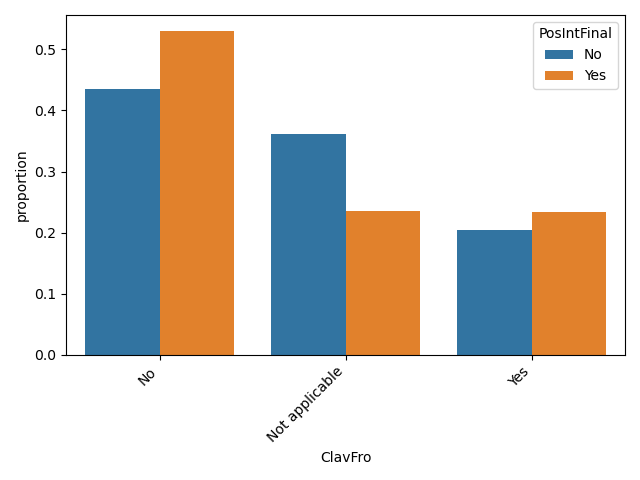 PosIntFinal
No
Yes
0.5
0.4
0.3
0.2
0.1
0.0
proportion
No
Not applicable
Yes
ClavFro